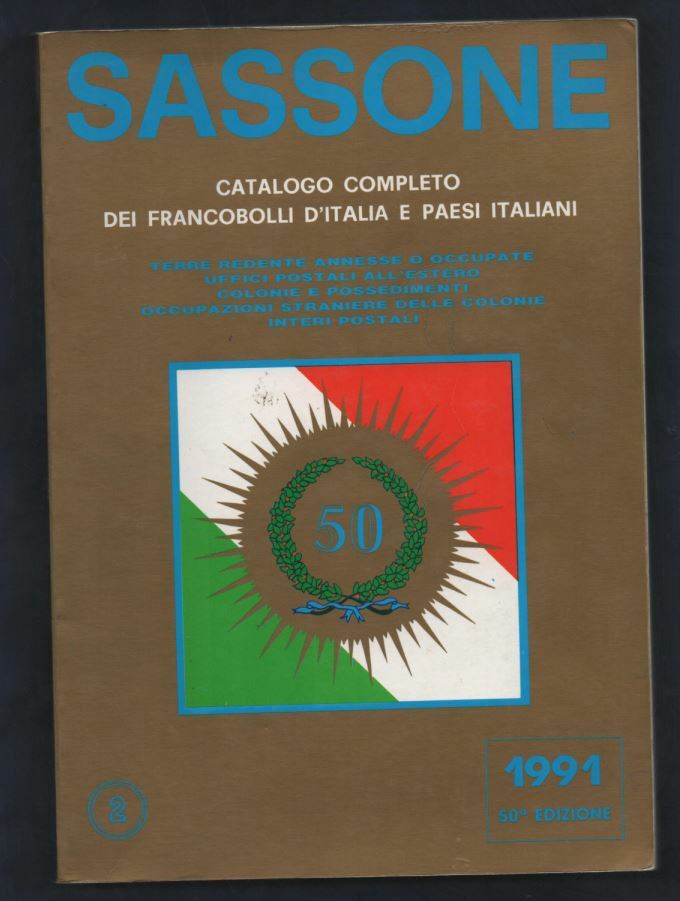 SASSONE
CATALOGO COMPLETO
DEI FRANCOBOLLI D'ITALIA E PAESI ITALIANI
TERRE REDENTE ANNESSE O OCCUPATE
UFFICI POSTALI ALL'ESTERO
COLONIE E POSSEDIMENTI
OCCUPAZIONI STRANIERE DELLE COLONIE
INTERI POSTALI
50
1991
50ª EDIZIONE
2